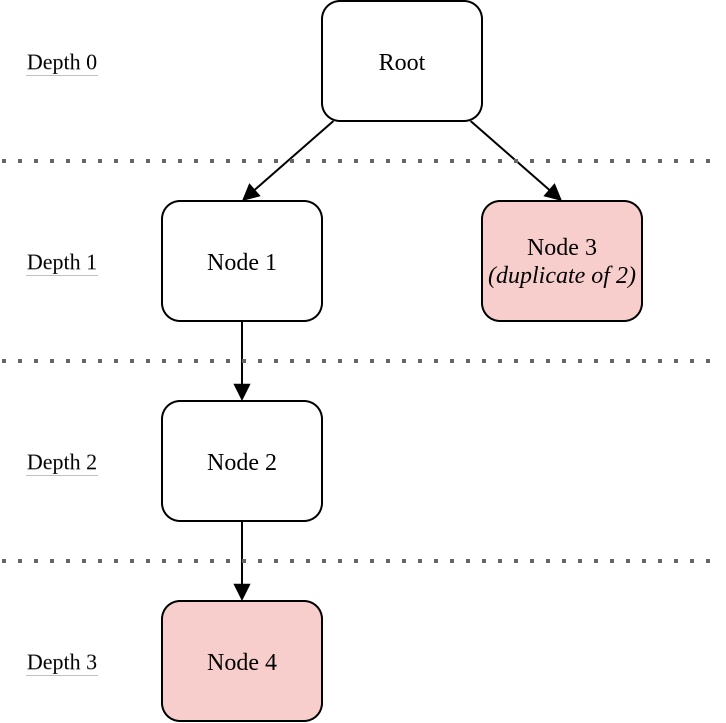 Depth 0
Root
Depth 1
Node 1
Node 3
(duplicate of 2)
Depth 2
Node 2
Depth 3
Node 4